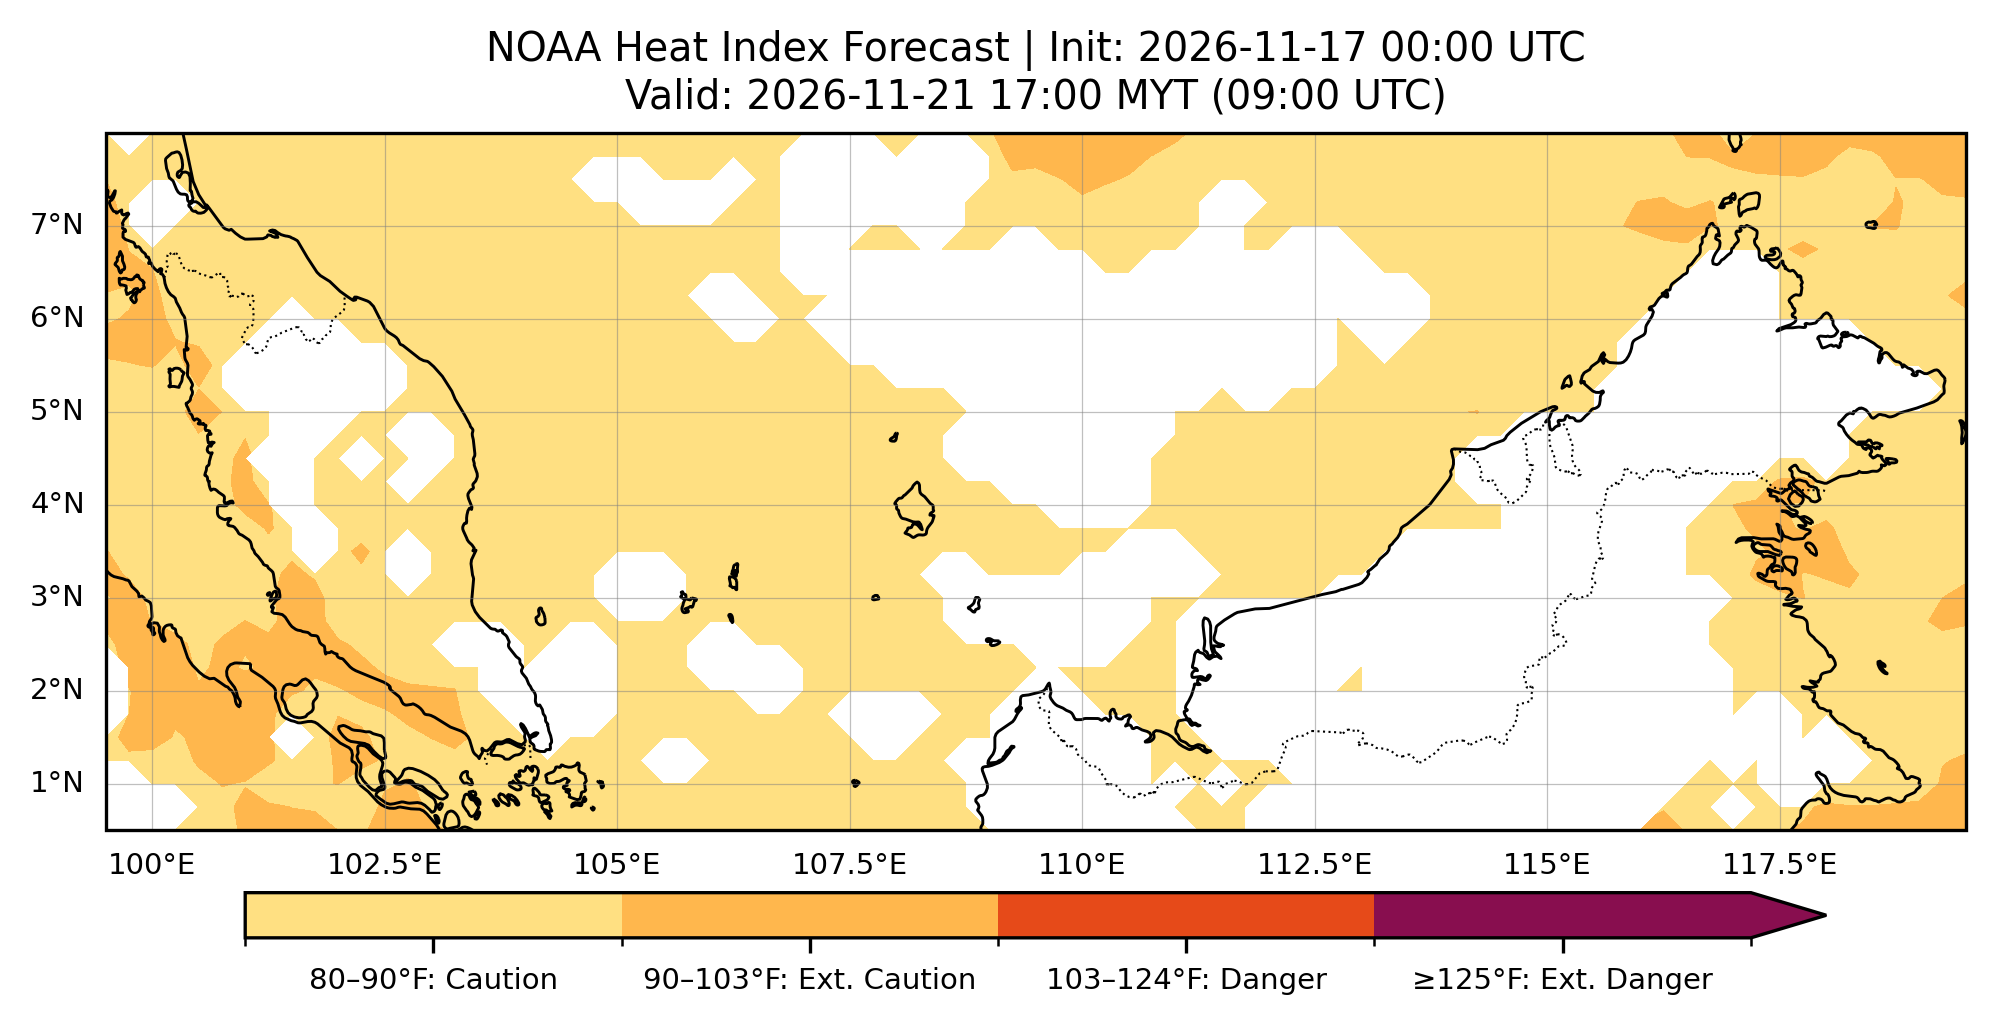 NOAA Heat Index Forecast | Init: 2026-11-17 00:00 UTC
Valid: 2026-11-21 17:00 MYT (09:00 UTC)
7°N
6°N
5°N
4°N
3°N
2°N
1°N
100°E 102.5°E 105°E 107.5°E 110°E 112.5°E 115°E 117.5°E
80–90°F: Caution 90–103°F: Ext. Caution 103–124°F: Danger ≥125°F: Ext. Danger